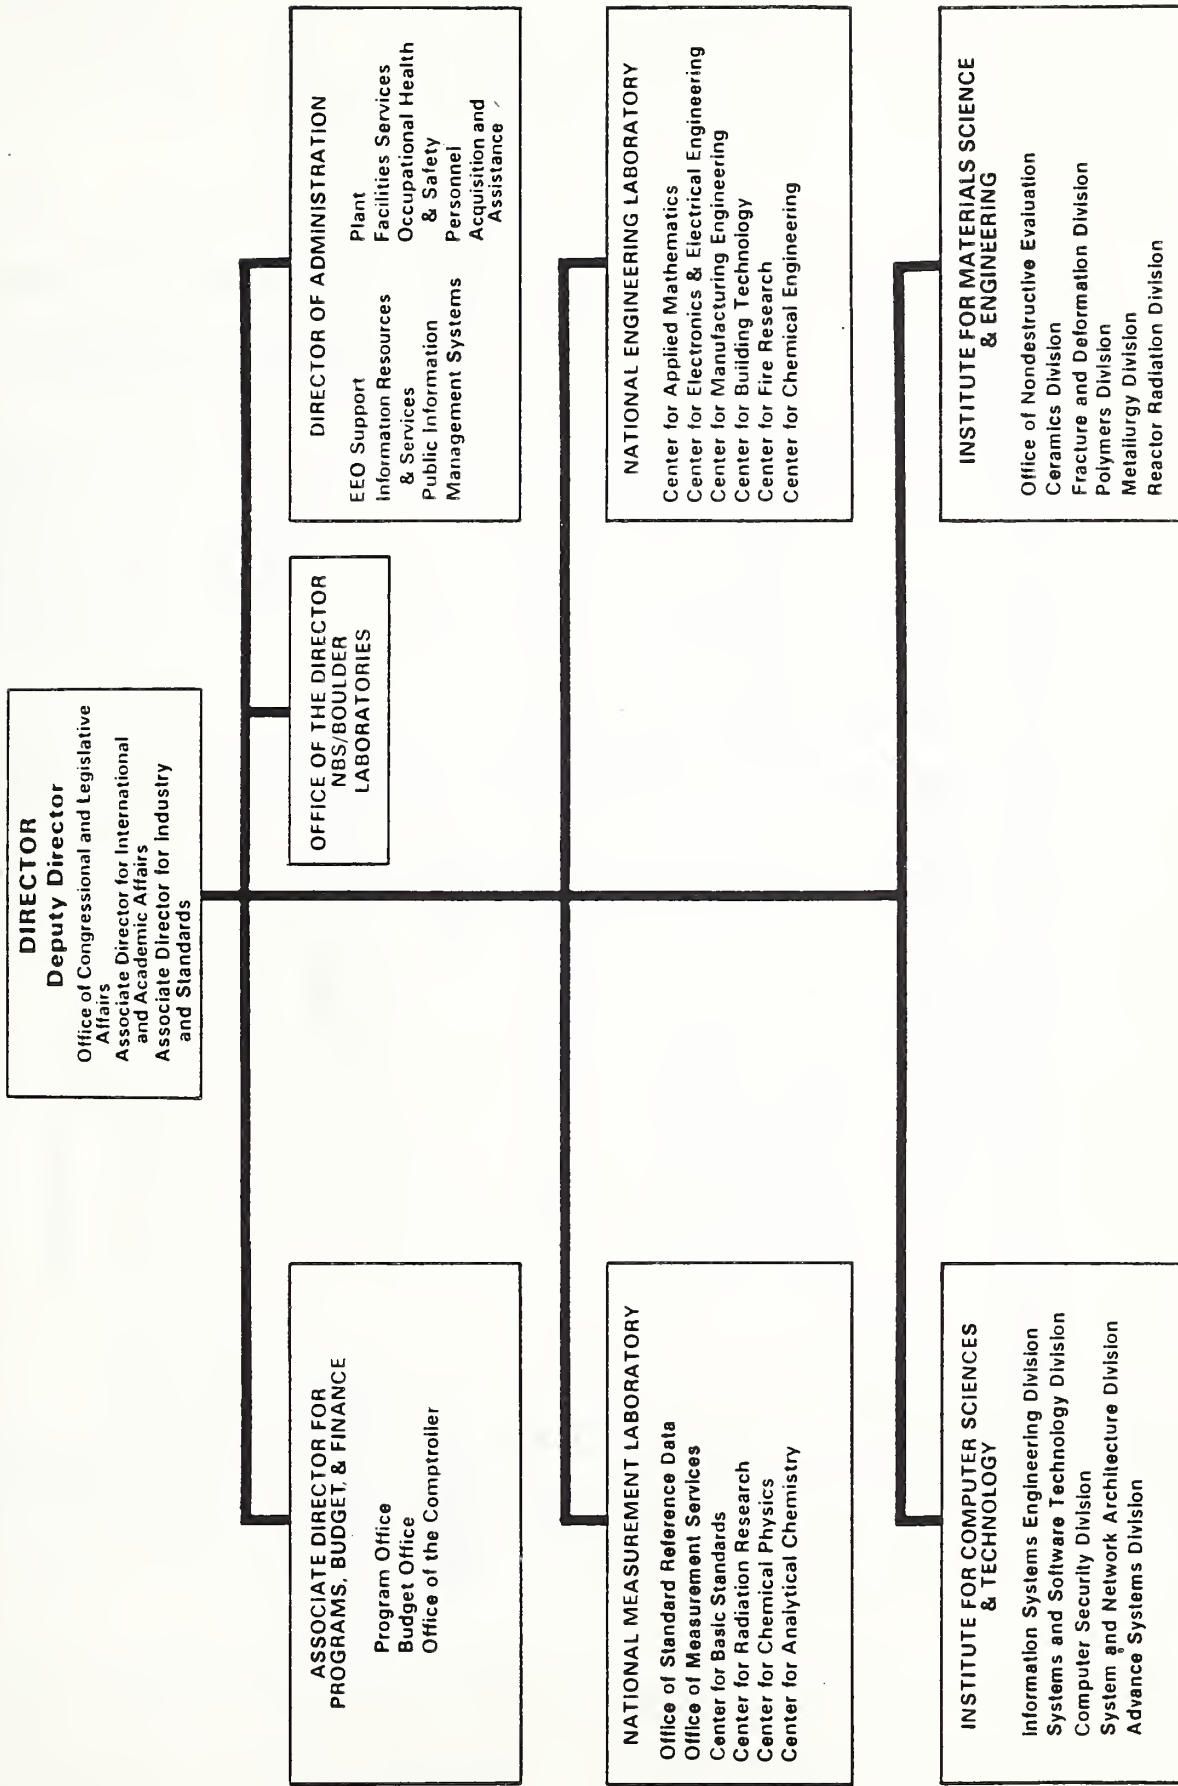 DIRECTOR
Deputy Director
Office of Congressional and Legislative
Affairs
Associate Director for International
and Academic Affairs
Associate Director for Industry
and Standards
ASSOCIATE DIRECTOR FOR
PROGRAMS, BUDGET, & FINANCE
Program Office
Budget Office
Office of the Comptroller
OFFICE OF THE DIRECTOR
NBS/BOULDER
LABORATORIES
DIRECTOR OF ADMINISTRATION
EEO Support
Information Resources
& Services
Public Information
Management Systems
Plant
Facilities Services
Occupational Health
& Safety
Personnel
Acquisition and
Assistance
NATIONAL MEASUREMENT LABORATORY
Office of Standard Reference Data
Office of Measurement Services
Center for Basic Standards
Center for Radiation Research
Center for Chemical Physics
Center for Analytical Chemistry
NATIONAL ENGINEERING LABORATORY
Center for Applied Mathematics
Center for Electronics & Electrical Engineering
Center for Manufacturing Engineering
Center for Building Technology
Center for Fire Research
Center for Chemical Engineering
INSTITUTE FOR COMPUTER SCIENCES
& TECHNOLOGY
Information Systems Engineering Division
Systems and Software Technology Division
Computer Security Division
System and Network Architecture Division
Advance Systems Division
INSTITUTE FOR MATERIALS SCIENCE
& ENGINEERING
Office of Nondestructive Evaluation
Ceramics Division
Fracture and Deformation Division
Polymers Division
Metallurgy Division
Reactor Radiation Division